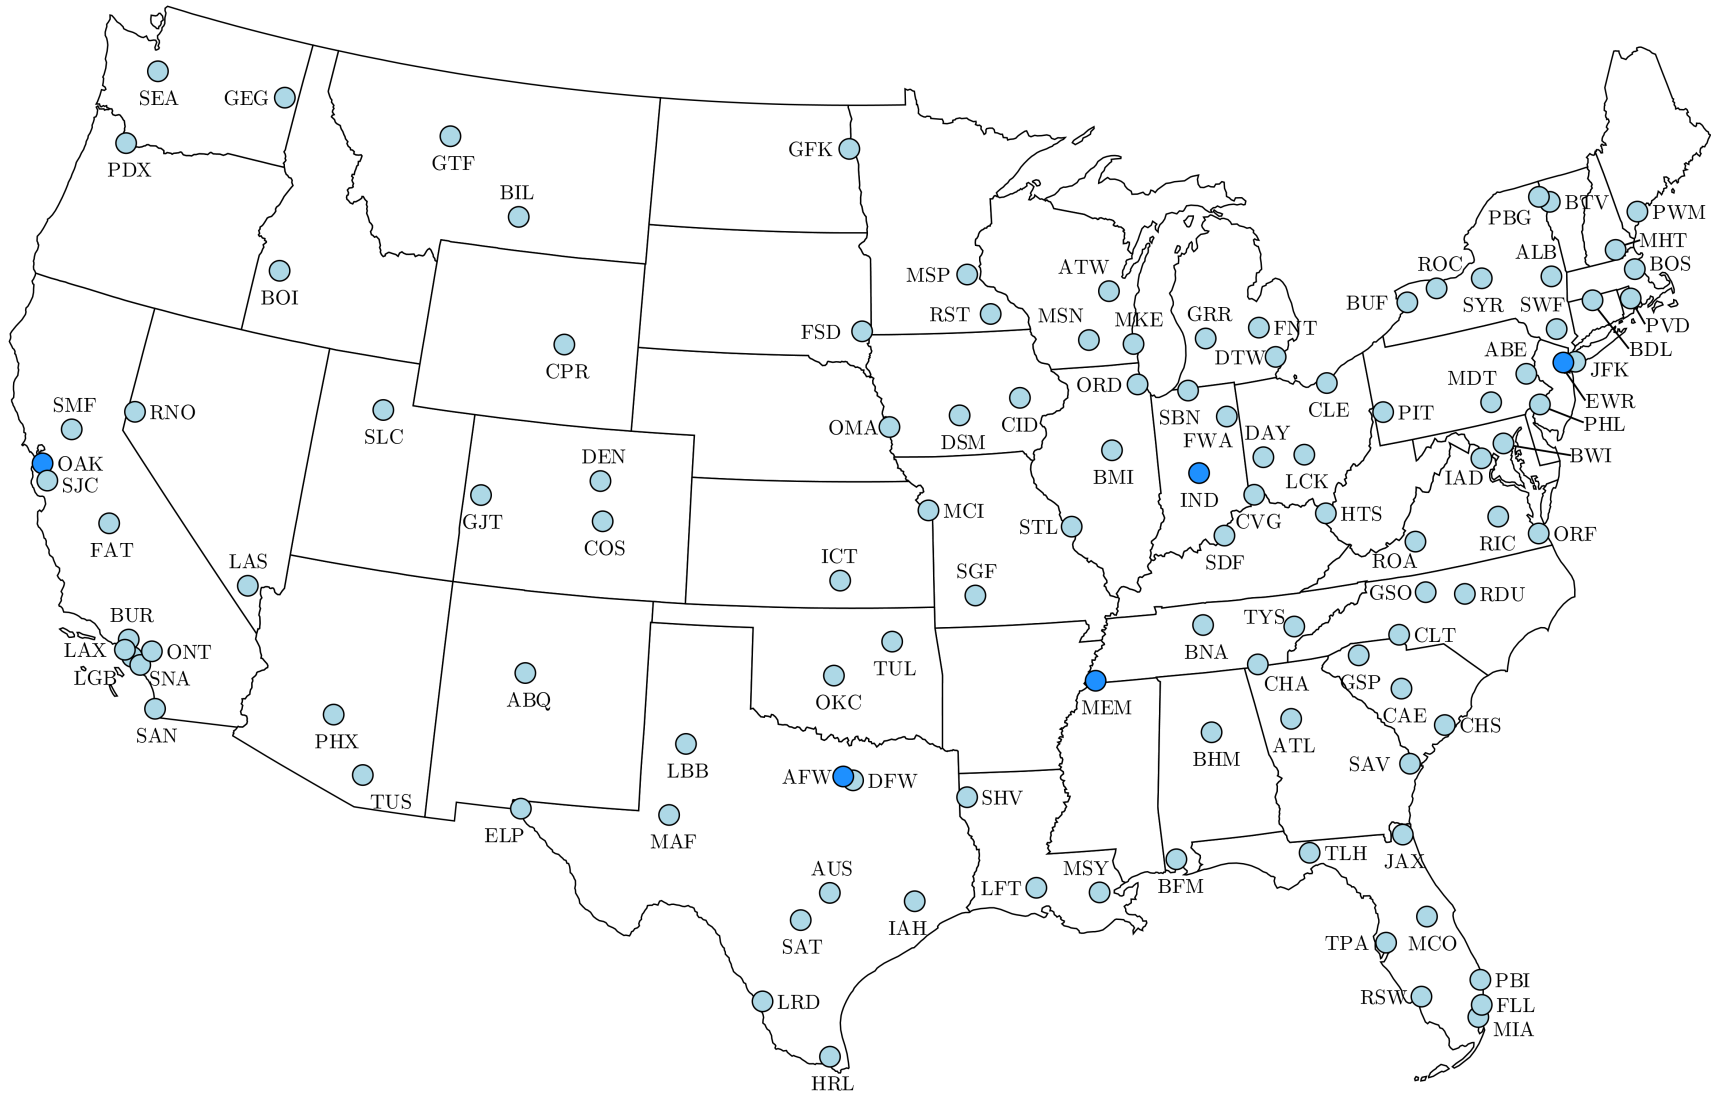 SEA
GEG
PDX
GTF
BIL
GFK
BOI
CPR
FSD
MSP
RST
ATW
MSN
MKE
GRR
FNT
DTW
BUF
ROC
SYR
ALB
SWF
PBG
BTV
PWM
MHT
BOS
PVD
BDL
JFK
EWR
PHL
BWI
ABE
MDT
PIT
CLE
IAD
SMF
RNO
SLC
OAK
SJC
FAT
LAS
GJT
DEN
COS
OMA
DSM
CID
ORD
SBN
FWA
DAY
LCK
BMI
IND
CVG
HTS
SDF
MCI
STL
ICT
SGF
ROA
RIC
ORF
GSO
RDU
CLT
TYS
BNA
CHA
GSP
CAE
CHS
BUR
LAX
ONT
LGB
SNA
SAN
PHX
TUS
ABQ
ELP
TUL
OKC
LBB
MAF
AFW
DFW
MEM
BHM
ATL
SAV
SHV
JAX
TLH
AUS
SAT
IAH
LFT
MSY
BFM
LRD
HRL
TPA
MCO
RSW
PBI
FLL
MIA